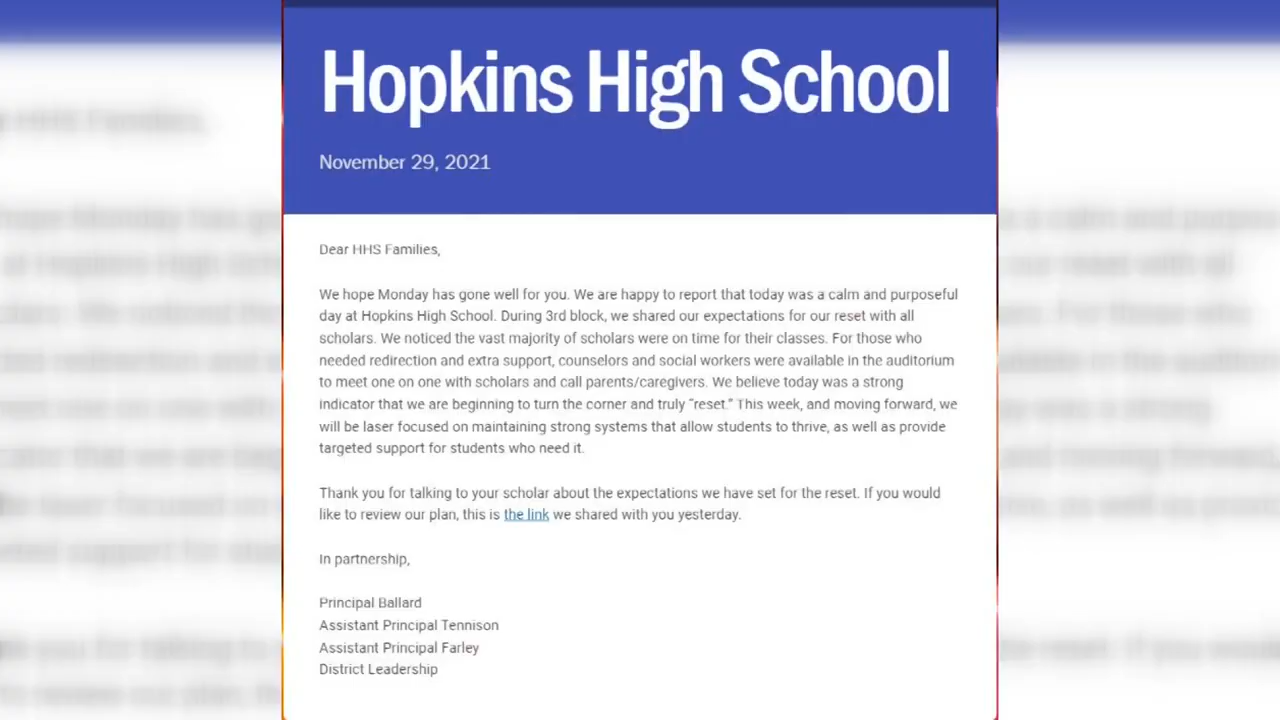 Hopkins High School
November 29, 2021
Dear HHS Families,
We hope Monday has gone well for you. We are happy to report that today was a calm and purposeful
day at Hopkins High School. During 3rd block, we shared our expectations for our reset with all
scholars. We noticed the vast majority of scholars were on time for their classes. For those who
needed redirection and extra support, counselors and social workers were available in the auditorium
to meet one on one with scholars and call parents/caregivers. We believe today was a strong
indicator that we are beginning to turn the corner and truly “reset.” This week, and moving forward, we
will be laser focused on maintaining strong systems that allow students to thrive, as well as provide
targeted support for students who need it.
Thank you for talking to your scholar about the expectations we have set for the reset. If you would
like to review our plan, this is the link we shared with you yesterday.
In partnership,
Principal Ballard
Assistant Principal Tennison
Assistant Principal Farley
District Leadership